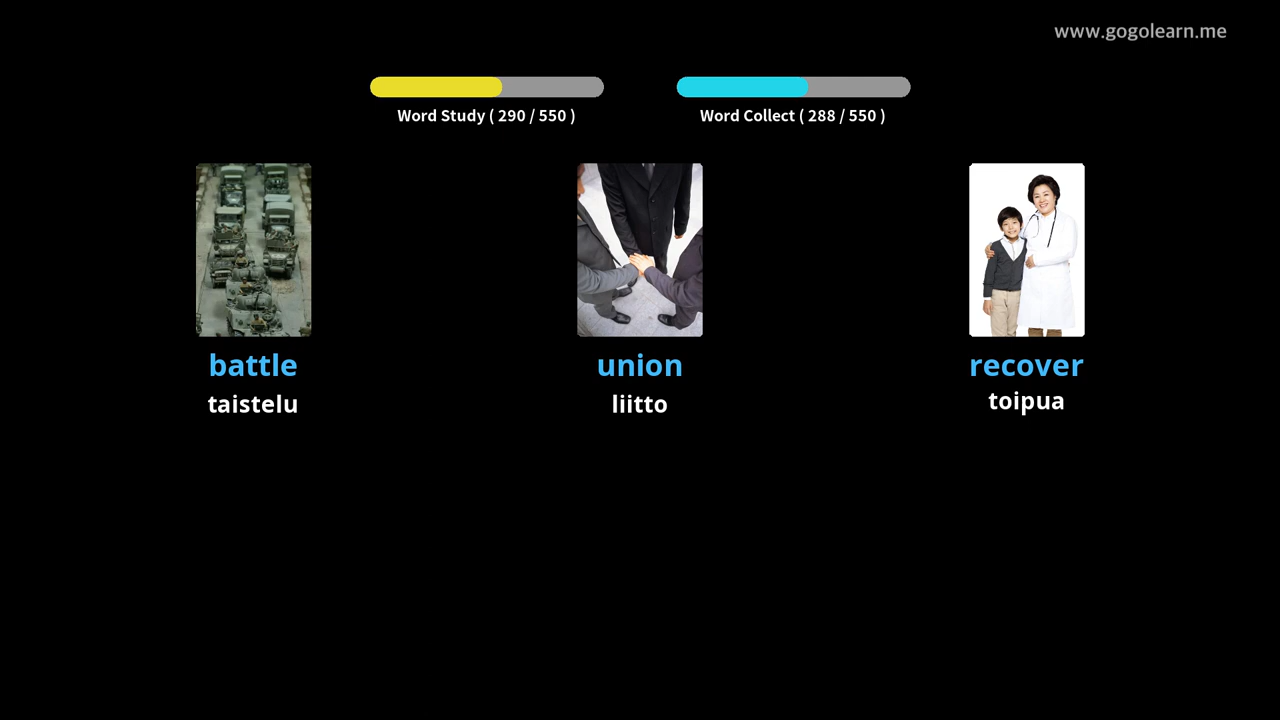 www.gogolearn.me
Word Study ( 290 / 550 )
Word Collect ( 288 / 550 )
battle
taistelu
union
liitto
recover
toipua